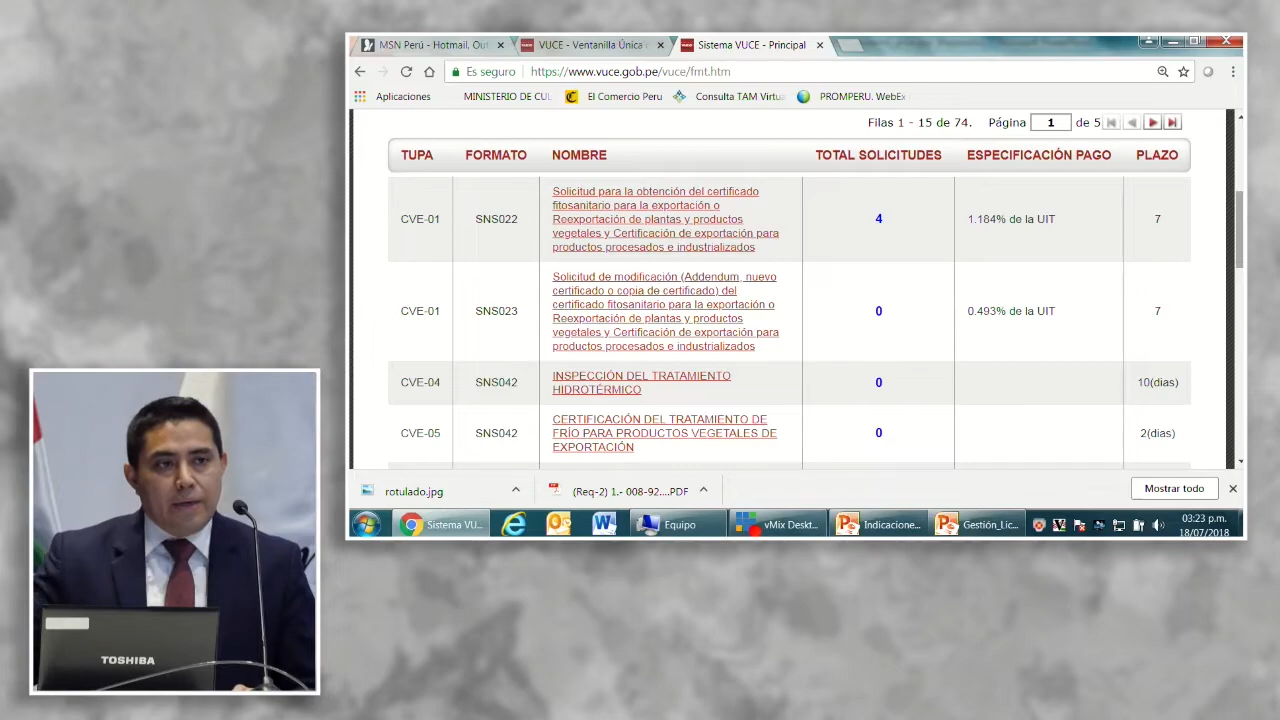 MSN Peru - Hotmail, Out
VUCE - Ventanilla Única
Sistema VUCE - Principal
Es seguro
https://www.vuce.gob.pe/vuce/fmt.htm
Aplicaciones
MINISTERIO DE CUL
El Comercio Peru
Consulta TAM Virtua
PROMPERU. WebEx
Filas 1 - 15 de 74. Página 1 de 5
TUPA FORMATO NOMBRE TOTAL SOLICITUDES ESPECIFICACIÓN PAGO PLAZO
Solicitud para la obtención del certificado
fitosanitario para la exportación o
CVE-01 SNS022 Reexportación de plantas y productos 4 1.184% de la UIT 7
vegetales y Certificación de exportación para
productos procesados e industrializados
Solicitud de modificación (Addendum, nuevo
certificado o copia de certificado) del
certificado fitosanitario para la exportación o
CVE-01 SNS023 Reexportación de plantas y productos 0 0.493% de la UIT 7
vegetales y Certificación de exportación para
productos procesados e industrializados
CVE-04 SNS042 INSPECCIÓN DEL TRATAMIENTO 0 10(dias)
HIDROTÉRMICO
CERTIFICACIÓN DEL TRATAMIENTO DE
CVE-05 SNS042 FRÍO PARA PRODUCTOS VEGETALES DE 0 2(dias)
EXPORTACIÓN
rotulado.jpg
(Req-2) 1.- 008-92....PDF
Mostrar todo
Sistema VU...
Equipo
vMix Deskt...
Indicacione...
Gestión_Lic...
03:23 p.m.
18/07/2018
TOSHIBA